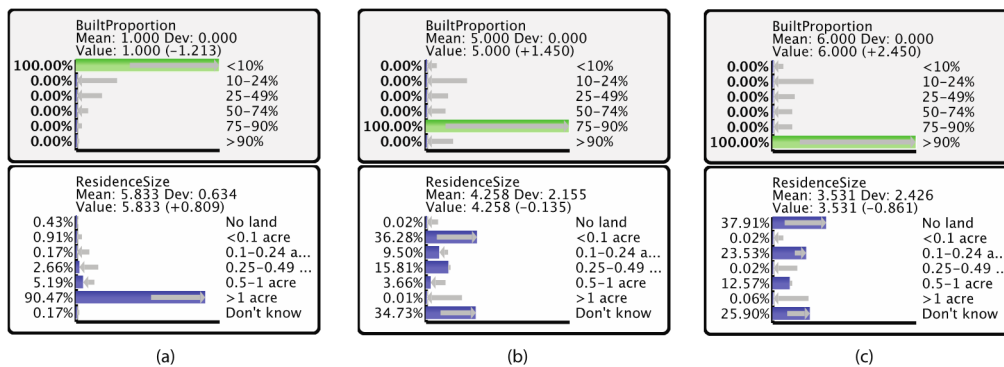 BuiltProportion
Mean: 1.000 Dev: 0.000
Value: 1.000 (−1.213)
100.00% <10%
0.00% 10–24%
0.00% 25–49%
0.00% 50–74%
0.00% 75–90%
0.00% >90%
ResidenceSize
Mean: 5.833 Dev: 0.634
Value: 5.833 (+0.809)
0.43% No land
0.91% <0.1 acre
0.17% 0.1–0.24 a...
2.66% 0.25–0.49 ...
5.19% 0.5–1 acre
90.47% >1 acre
0.17% Don't know
(a)
BuiltProportion
Mean: 5.000 Dev: 0.000
Value: 5.000 (+1.450)
0.00% <10%
0.00% 10–24%
0.00% 25–49%
0.00% 50–74%
100.00% 75–90%
0.00% >90%
ResidenceSize
Mean: 4.258 Dev: 2.155
Value: 4.258 (−0.135)
0.02% No land
36.28% <0.1 acre
9.50% 0.1–0.24 a...
15.81% 0.25–0.49 ...
3.66% 0.5–1 acre
0.01% >1 acre
34.73% Don't know
(b)
BuiltProportion
Mean: 6.000 Dev: 0.000
Value: 6.000 (+2.450)
0.00% <10%
0.00% 10–24%
0.00% 25–49%
0.00% 50–74%
0.00% 75–90%
100.00% >90%
ResidenceSize
Mean: 3.531 Dev: 2.426
Value: 3.531 (−0.861)
37.91% No land
0.02% <0.1 acre
23.53% 0.1–0.24 a...
0.02% 0.25–0.49 ...
12.57% 0.5–1 acre
0.06% >1 acre
25.90% Don't know
(c)